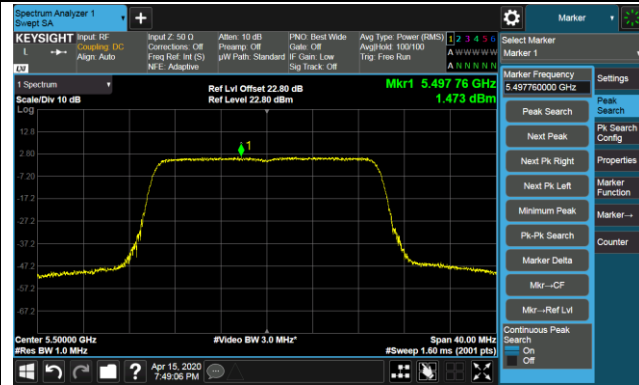 Spectrum Analyzer 1
Swept SA
Marker
KEYSIGHT
Input: RF
Coupling: DC
Align: Auto
Input Z: 50 Ω
Corrections: Off
Freq Ref: Int (S)
NFE: Adaptive
Atten: 10 dB
Preamp: Off
µW Path: Standard
PNO: Best Wide
Gate: Off
IF Gain: Low
Sig Track: Off
Avg Type: Power (RMS)
Avg|Hold: 100/100
Trig: Free Run
1 2 3 4 5 6
A W W W W W
A N N N N N
L
Select Marker
Marker 1
1 Spectrum
Scale/Div 10 dB
Log
Ref Lvl Offset 22.80 dB
Ref Level 22.80 dBm
Mkr1 5.497 76 GHz
1.473 dBm
12.8
2.80
-7.20
-17.2
-27.2
-37.2
-47.2
-57.2
-67.2
1
Center 5.50000 GHz
#Res BW 1.0 MHz
#Video BW 3.0 MHz*
Span 40.00 MHz
#Sweep 1.60 ms (2001 pts)
Marker Frequency
5.497760000 GHz
Peak Search
Next Peak
Next Pk Right
Next Pk Left
Minimum Peak
Pk-Pk Search
Marker Delta
Mkr→CF
Mkr→Ref Lvl
Continuous Peak
Search
On
Off
Settings
Peak
Search
Pk Search
Config
Properties
Marker
Function
Marker→
Counter
Apr 15, 2020
7:49:06 PM